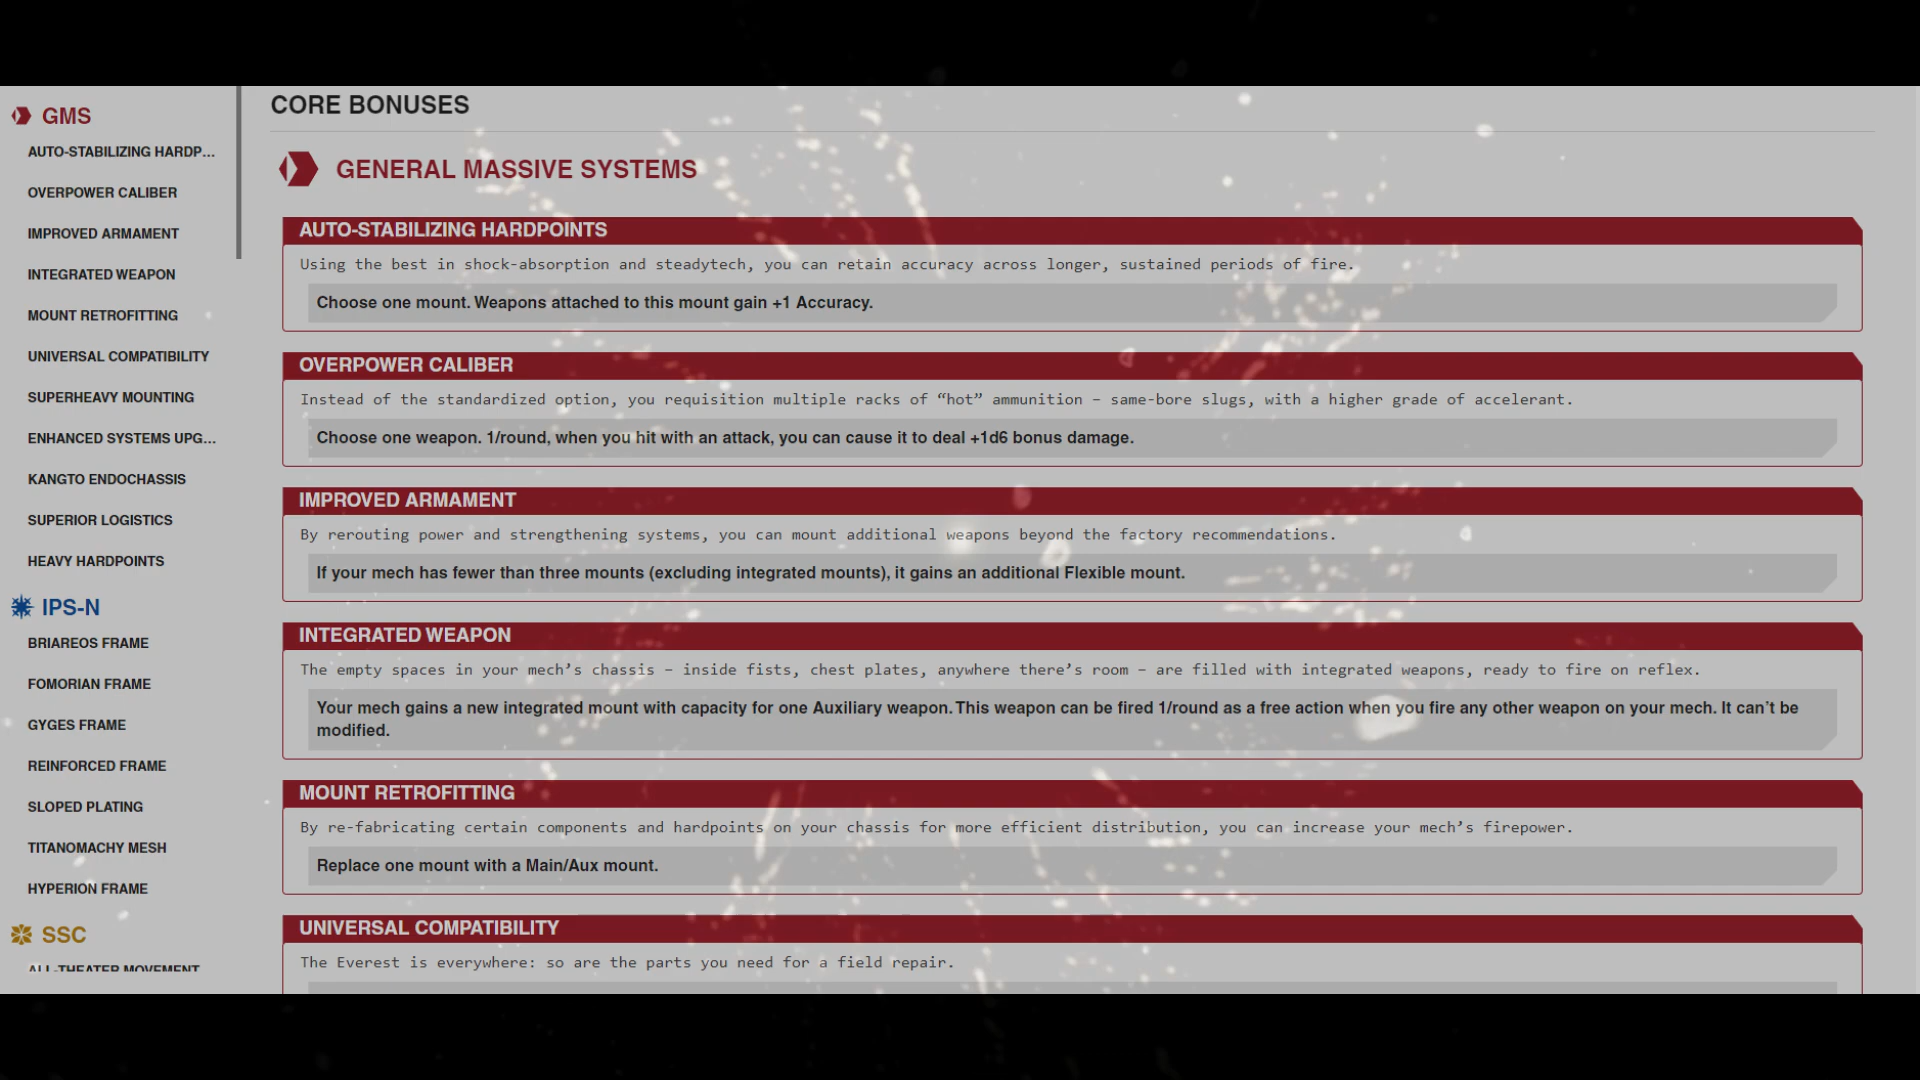 GMS
AUTO-STABILIZING HARDP...
OVERPOWER CALIBER
IMPROVED ARMAMENT
INTEGRATED WEAPON
MOUNT RETROFITTING
UNIVERSAL COMPATIBILITY
SUPERHEAVY MOUNTING
ENHANCED SYSTEMS UPG...
KANGTO ENDOCHASSIS
SUPERIOR LOGISTICS
HEAVY HARDPOINTS
IPS-N
BRIAREOS FRAME
FOMORIAN FRAME
GYGES FRAME
REINFORCED FRAME
SLOPED PLATING
TITANOMACHY MESH
HYPERION FRAME
SSC
ALL-THEATER MOVEMENT
CORE BONUSES
GENERAL MASSIVE SYSTEMS
AUTO-STABILIZING HARDPOINTS
Using the best in shock-absorption and steadytech, you can retain accuracy across longer, sustained periods of fire.
Choose one mount. Weapons attached to this mount gain +1 Accuracy.
OVERPOWER CALIBER
Instead of the standardized option, you requisition multiple racks of “hot” ammunition – same-bore slugs, with a higher grade of accelerant.
Choose one weapon. 1/round, when you hit with an attack, you can cause it to deal +1d6 bonus damage.
IMPROVED ARMAMENT
By rerouting power and strengthening systems, you can mount additional weapons beyond the factory recommendations.
If your mech has fewer than three mounts (excluding integrated mounts), it gains an additional Flexible mount.
INTEGRATED WEAPON
The empty spaces in your mech’s chassis – inside fists, chest plates, anywhere there’s room – are filled with integrated weapons, ready to fire on reflex.
Your mech gains a new integrated mount with capacity for one Auxiliary weapon. This weapon can be fired 1/round as a free action when you fire any other weapon on your mech. It can’t be
modified.
MOUNT RETROFITTING
By re-fabricating certain components and hardpoints on your chassis for more efficient distribution, you can increase your mech’s firepower.
Replace one mount with a Main/Aux mount.
UNIVERSAL COMPATIBILITY
The Everest is everywhere: so are the parts you need for a field repair.